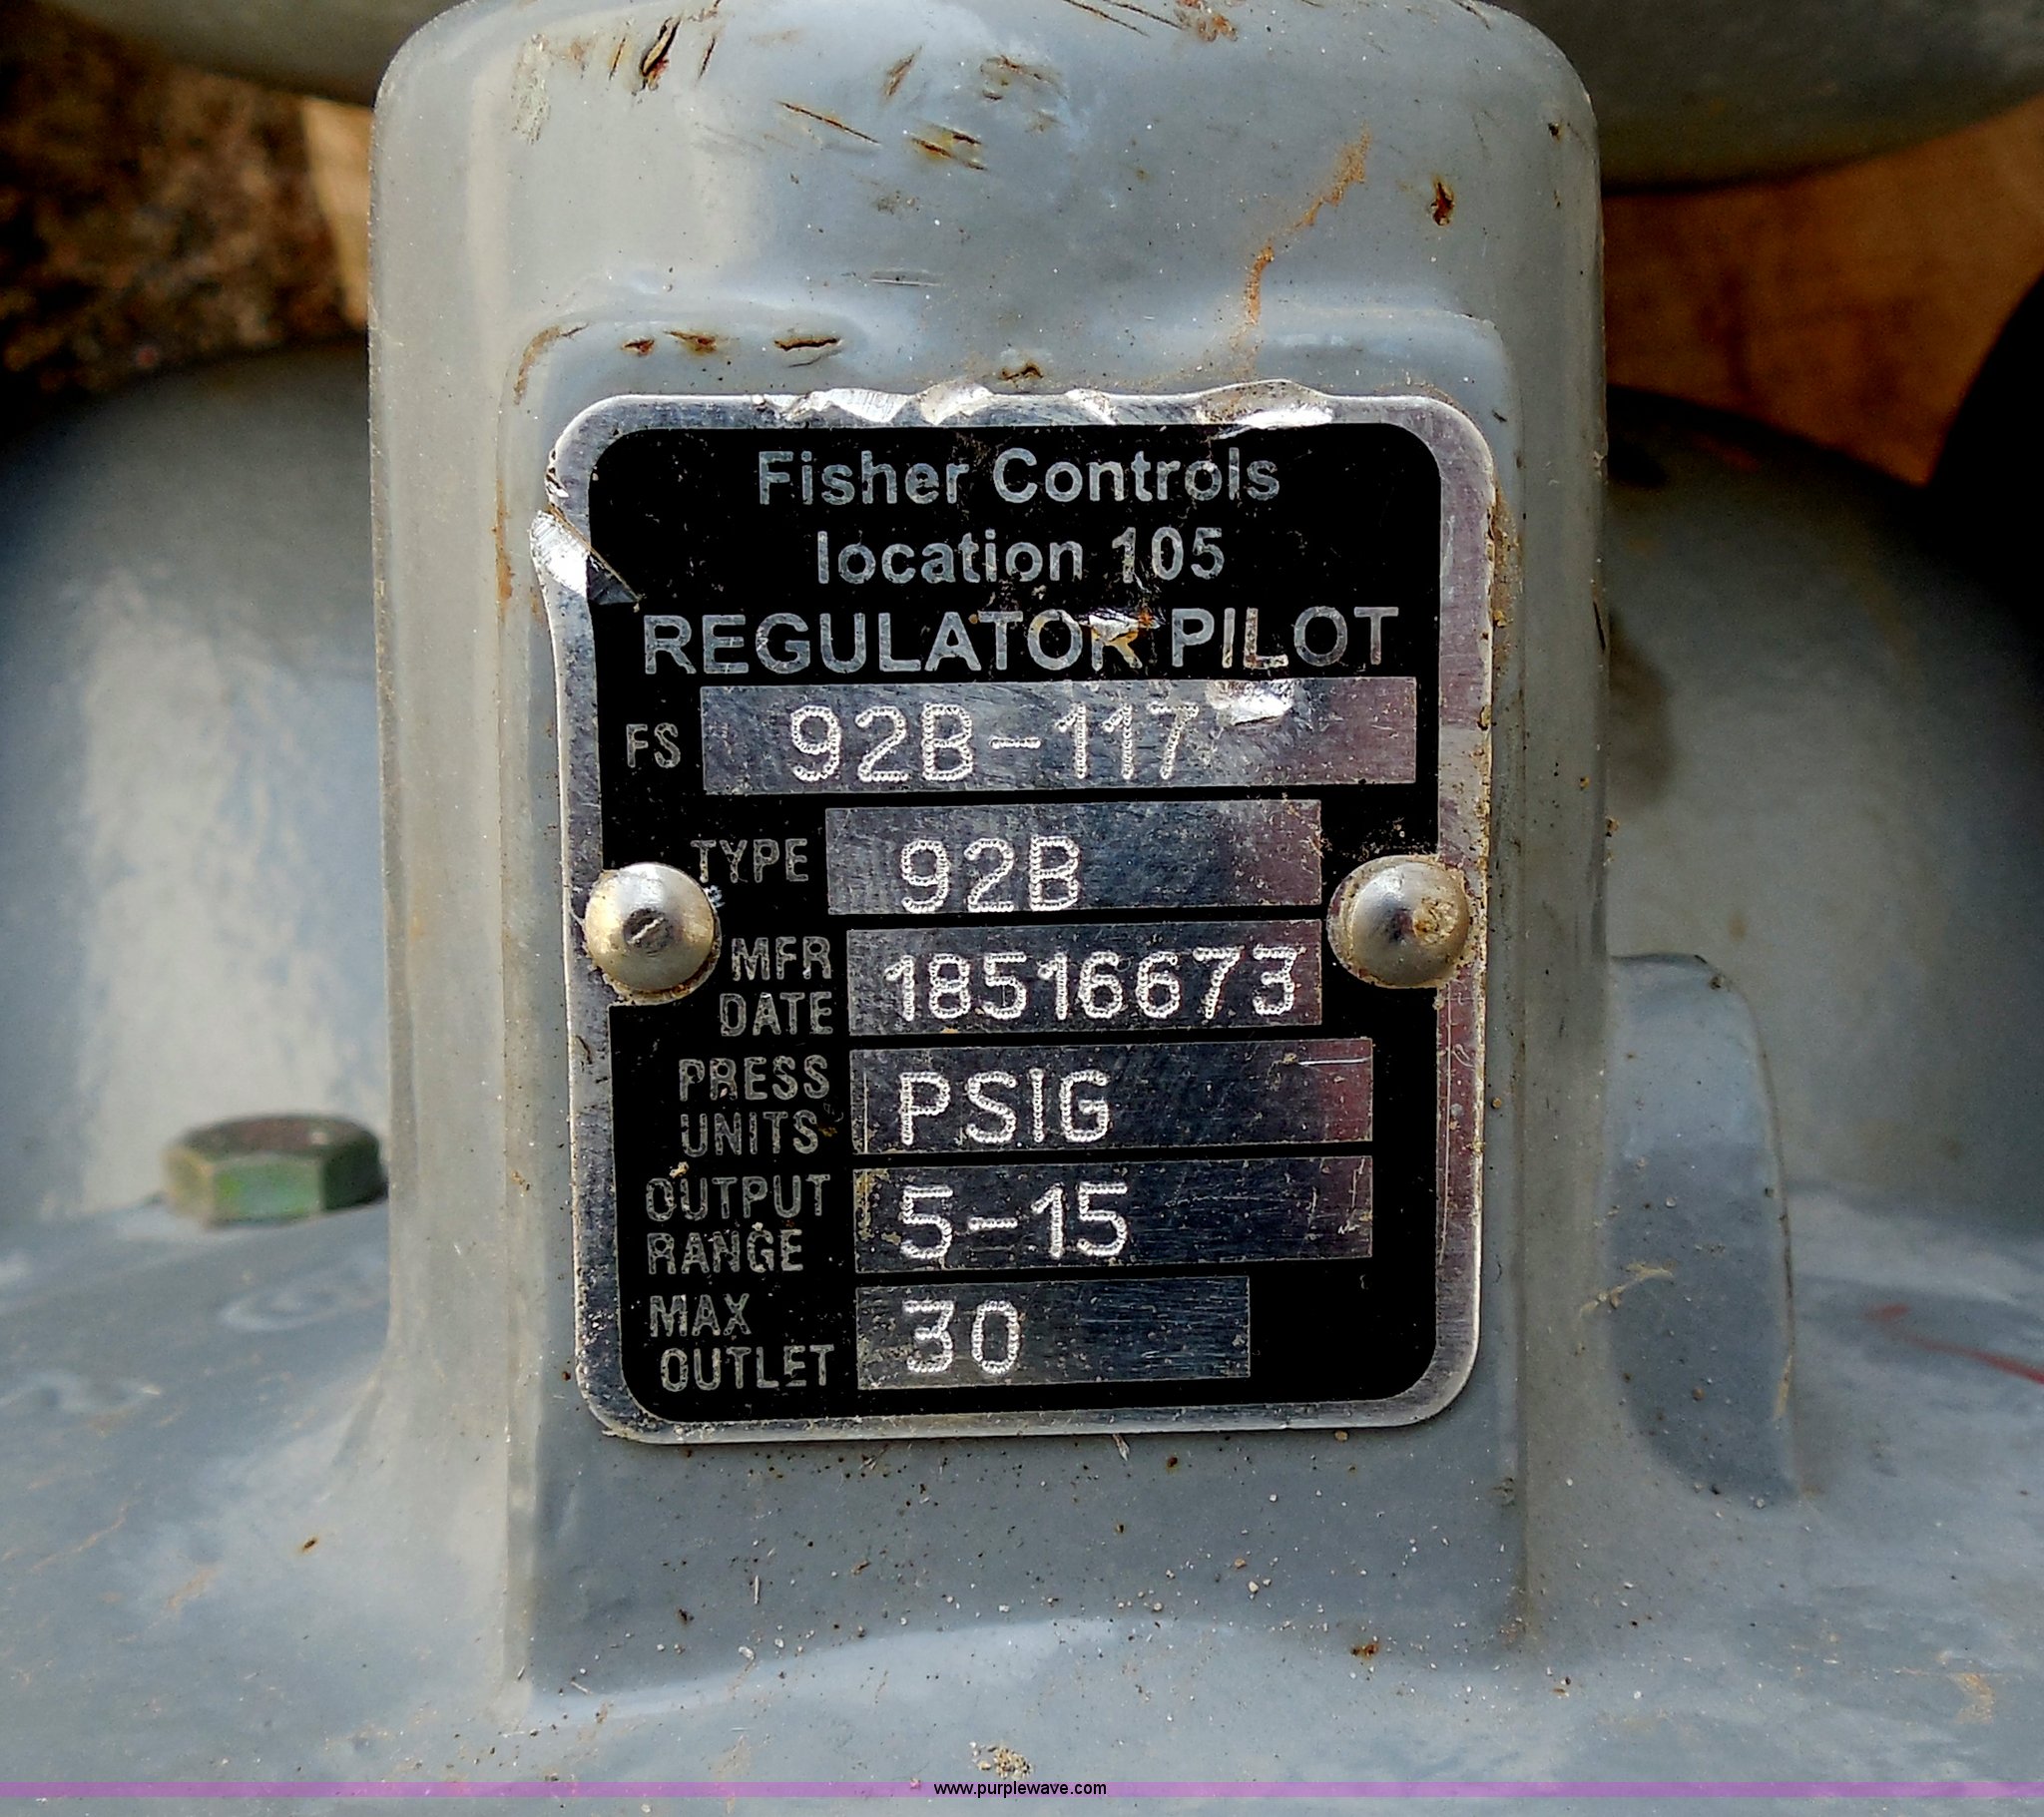 Fisher Controls
location 105
REGULATOR PILOT
FS 92B-117
TYPE 92B
MFR DATE 18516673
PRESS UNITS PSIG
OUTPUT RANGE 5-15
MAX OUTLET 30
www.purplewave.com